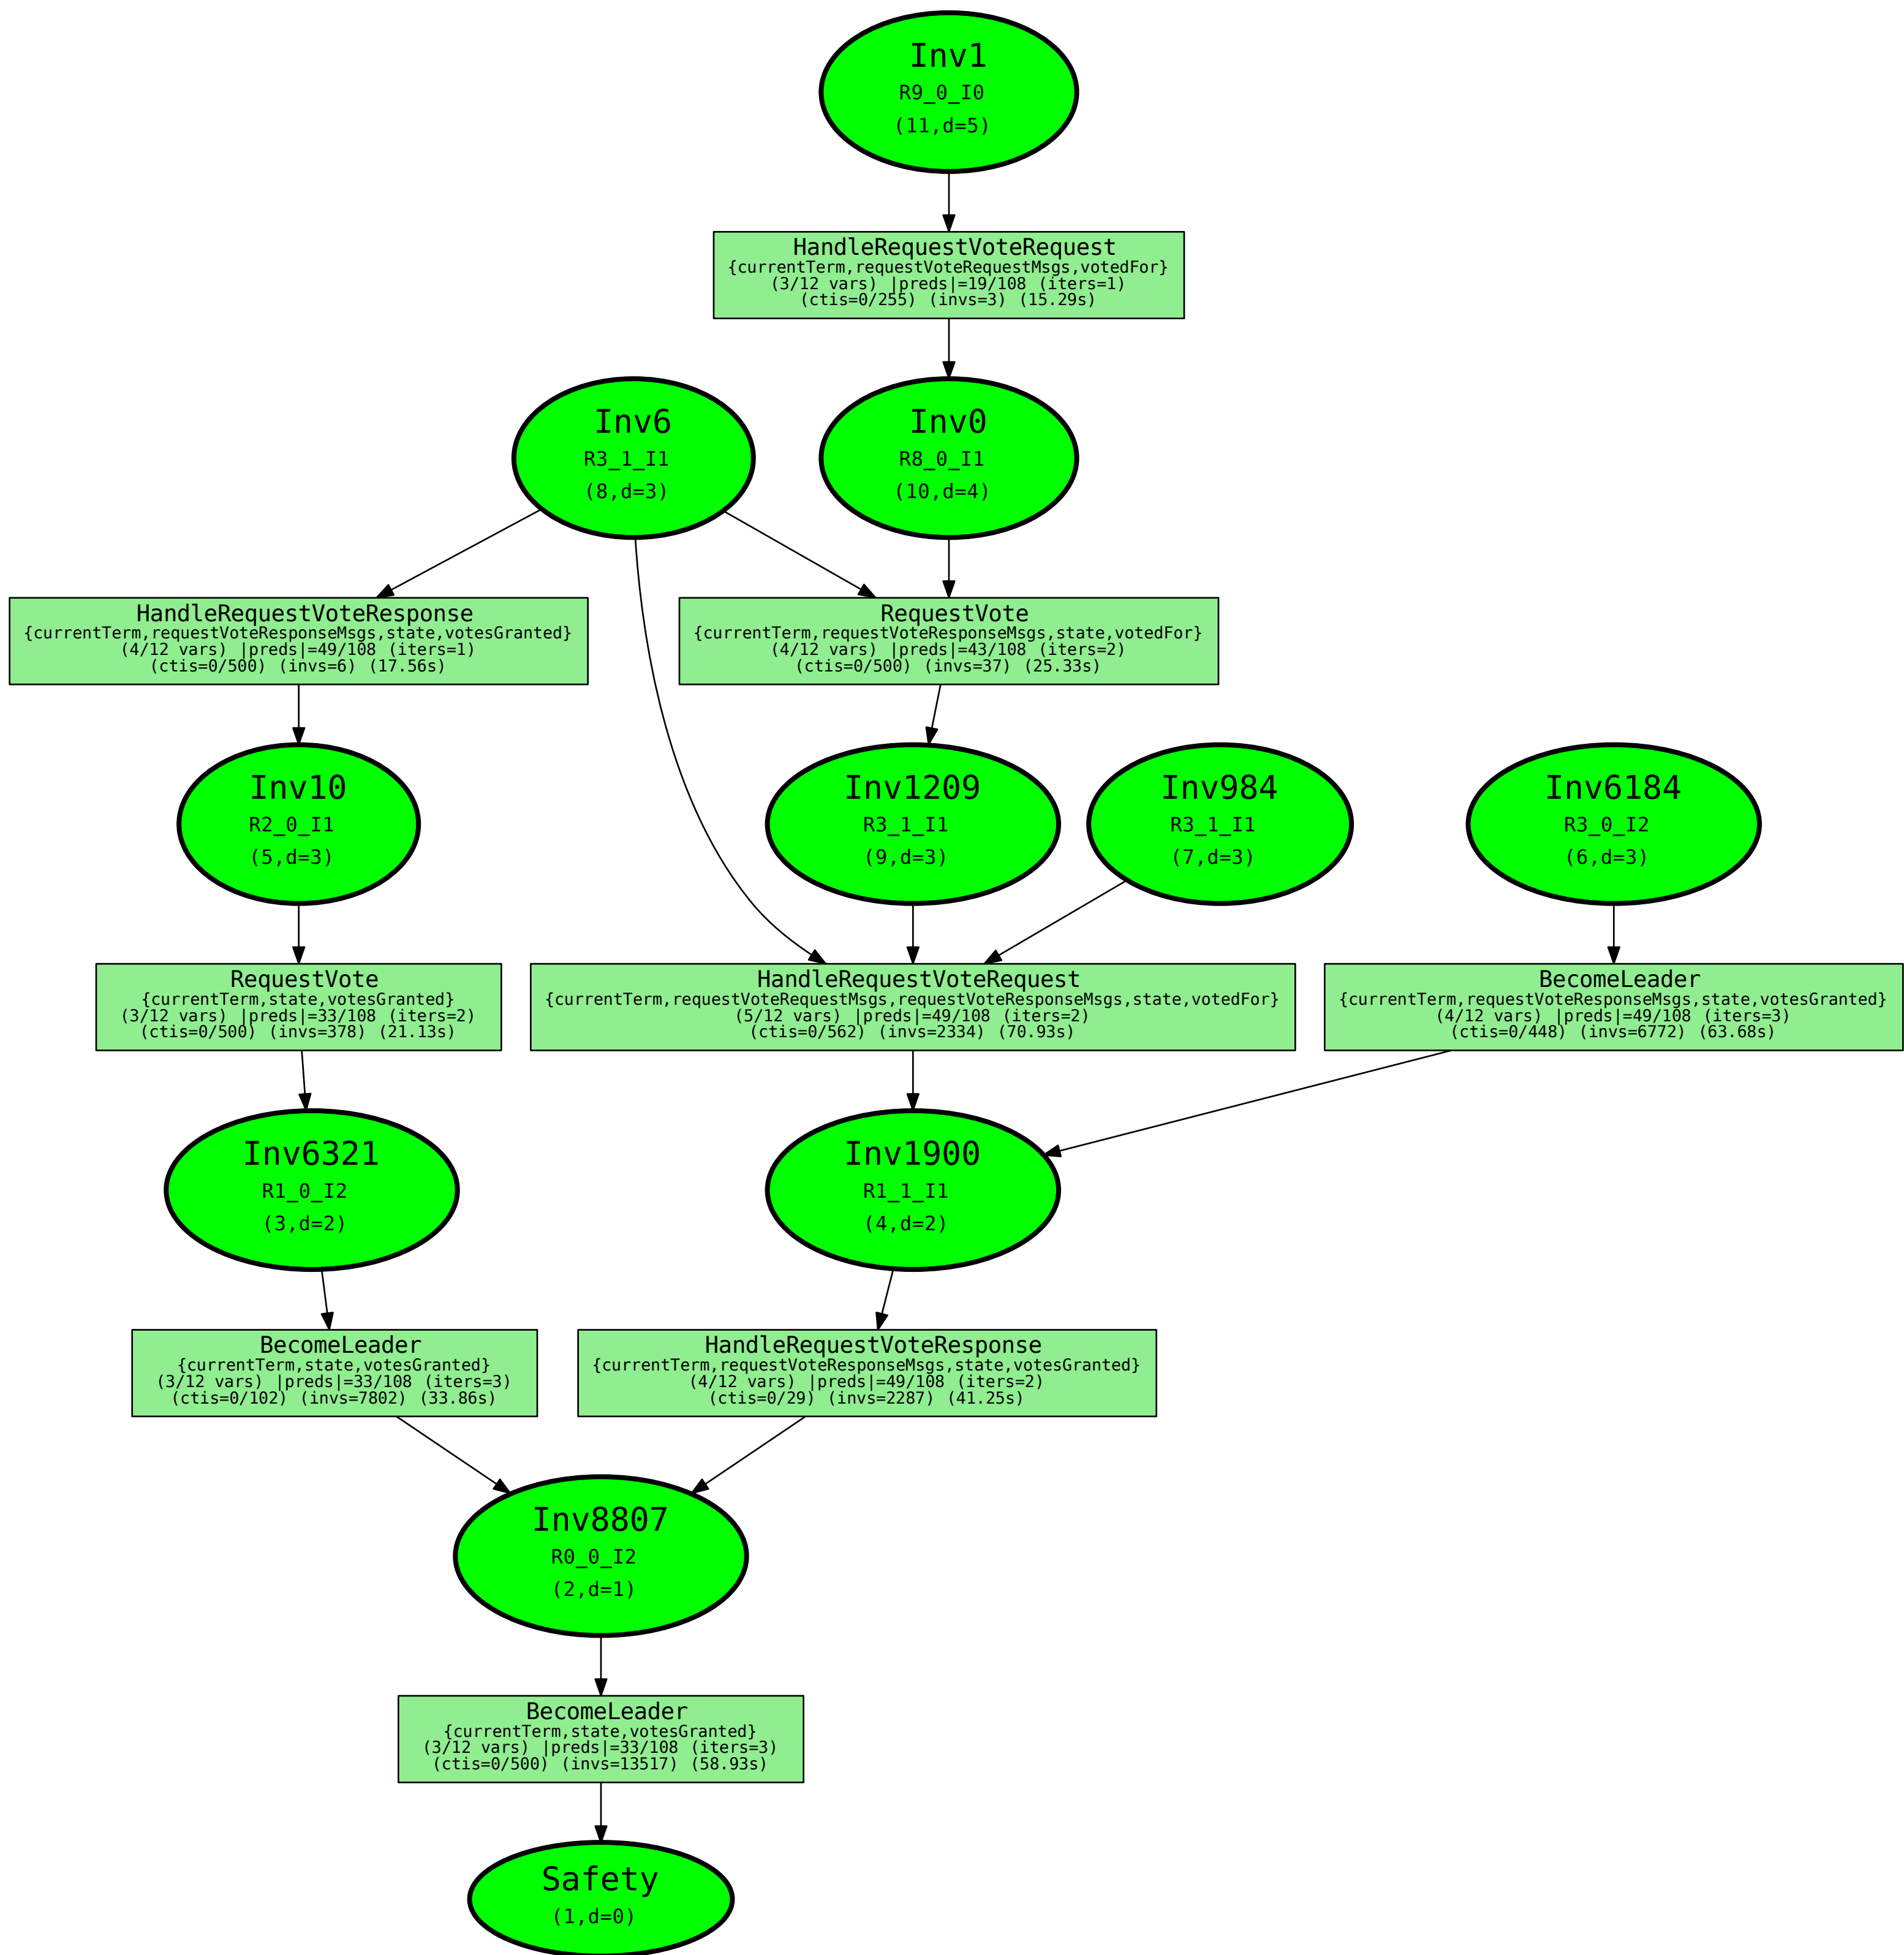 Inv1
R9_0_I0
(11,d=5)
HandleRequestVoteRequest
{currentTerm,requestVoteRequestMsgs,votedFor}
(3/12 vars) |preds|=19/108 (iters=1)
(ctis=0/255) (invs=3) (15.29s)
Inv6
R3_1_I1
(8,d=3)
Inv0
R8_0_I1
(10,d=4)
HandleRequestVoteResponse
{currentTerm,requestVoteResponseMsgs,state,votesGranted}
(4/12 vars) |preds|=49/108 (iters=1)
(ctis=0/500) (invs=6) (17.56s)
RequestVote
{currentTerm,requestVoteResponseMsgs,state,votedFor}
(4/12 vars) |preds|=43/108 (iters=2)
(ctis=0/500) (invs=37) (25.33s)
Inv10
R2_0_I1
(5,d=3)
Inv1209
R3_1_I1
(9,d=3)
Inv984
R3_1_I1
(7,d=3)
Inv6184
R3_0_I2
(6,d=3)
RequestVote
{currentTerm,state,votesGranted}
(3/12 vars) |preds|=33/108 (iters=2)
(ctis=0/500) (invs=378) (21.13s)
HandleRequestVoteRequest
{currentTerm,requestVoteRequestMsgs,requestVoteResponseMsgs,state,votedFor}
(5/12 vars) |preds|=49/108 (iters=2)
(ctis=0/562) (invs=2334) (70.93s)
BecomeLeader
{currentTerm,requestVoteResponseMsgs,state,votesGranted}
(4/12 vars) |preds|=49/108 (iters=3)
(ctis=0/448) (invs=6772) (63.68s)
Inv6321
R1_0_I2
(3,d=2)
Inv1900
R1_1_I1
(4,d=2)
BecomeLeader
{currentTerm,state,votesGranted}
(3/12 vars) |preds|=33/108 (iters=3)
(ctis=0/102) (invs=7802) (33.86s)
HandleRequestVoteResponse
{currentTerm,requestVoteResponseMsgs,state,votesGranted}
(4/12 vars) |preds|=49/108 (iters=2)
(ctis=0/29) (invs=2287) (41.25s)
Inv8807
R0_0_I2
(2,d=1)
BecomeLeader
{currentTerm,state,votesGranted}
(3/12 vars) |preds|=33/108 (iters=3)
(ctis=0/500) (invs=13517) (58.93s)
Safety
(1,d=0)